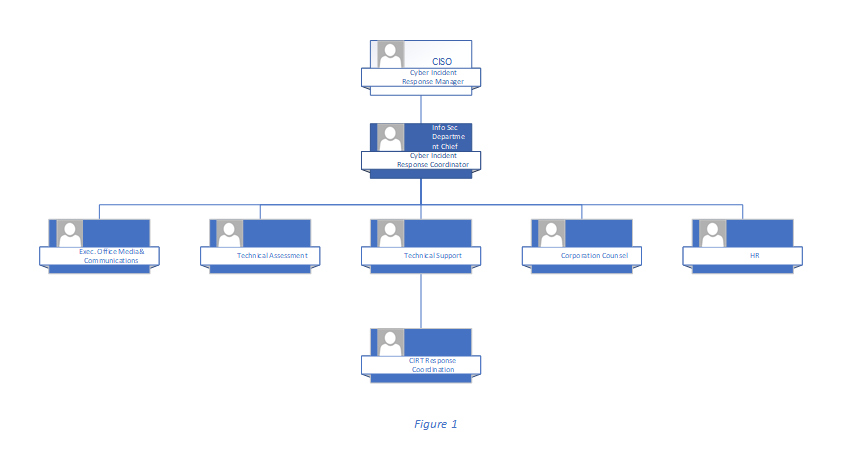 CISO
Cyber Incident
Response Manager
Info Sec
Departme
nt Chief
Cyber Incident
Response Coordinator
Exec. Office Media &
Communications
Technical Assessment
Technical Support
Corporation Counsel
HR
CIRT Response
Coordination
Figure 1